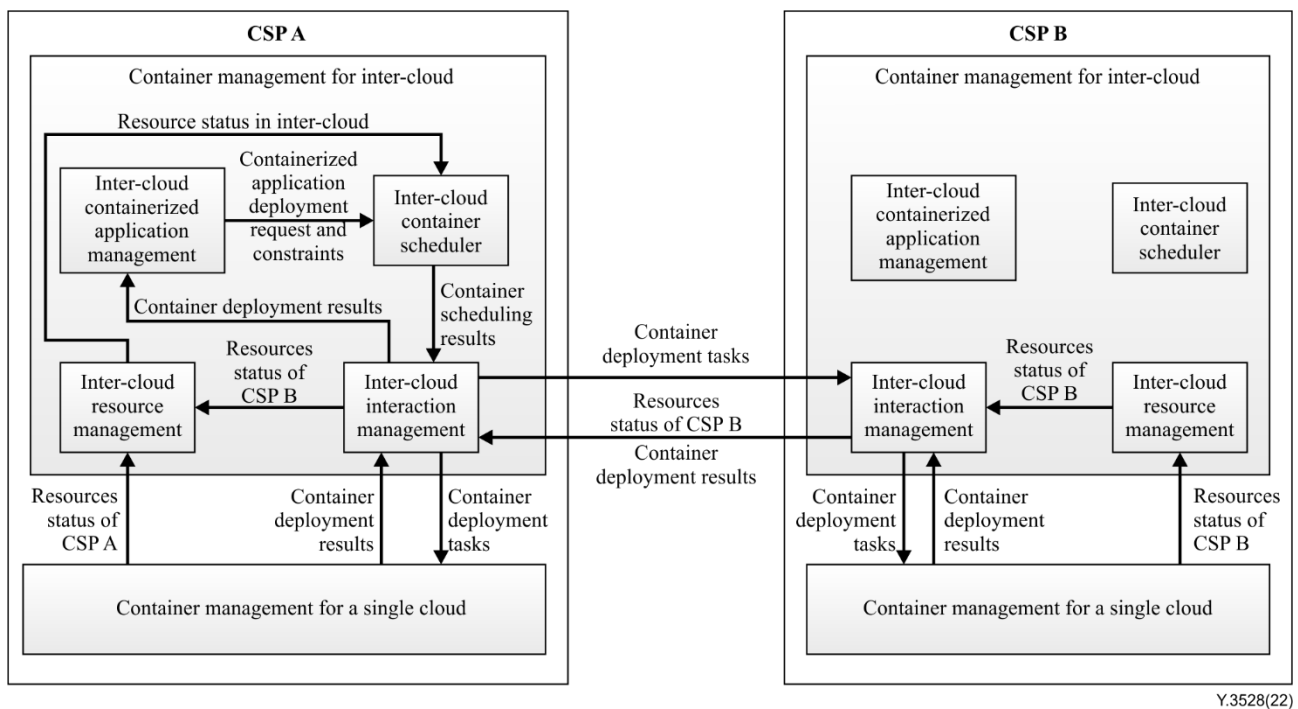 CSP A
Container management for inter-cloud
Resource status in inter-cloud
Inter-cloud
containerized
application
management
Containerized
application
deployment
request and
constraints
Inter-cloud
container
scheduler
Container deployment results
Container
scheduling
results
Inter-cloud
resource
management
Resources
status of
CSP B
Inter-cloud
interaction
management
Resources
status of
CSP A
Container
deployment
results
Container
deployment
tasks
Container management for a single cloud
Container
deployment tasks
Resources
status of CSP B
Container
deployment results
CSP B
Container management for inter-cloud
Inter-cloud
containerized
application
management
Inter-cloud
container
scheduler
Inter-cloud
interaction
management
Resources
status of
CSP B
Inter-cloud
resource
management
Container
deployment
tasks
Container
deployment
results
Resources
status of
CSP B
Container management for a single cloud
Y.3528(22)